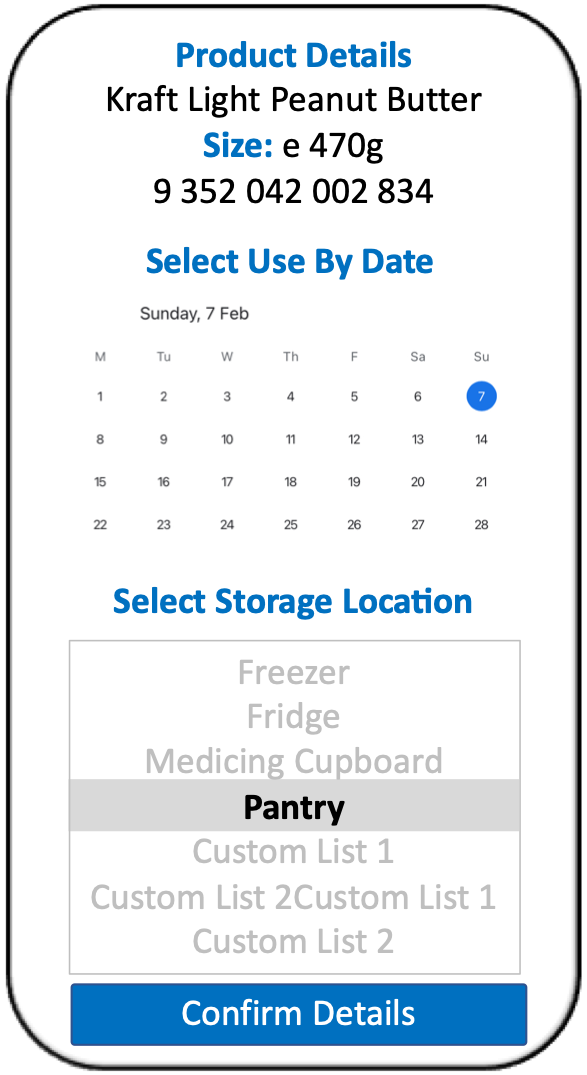 Product Details
Kraft Light Peanut Butter
Size: e 470g
9 352 042 002 834
Select Use By Date
Sunday, 7 Feb
M Tu W Th F Sa Su
1 2 3 4 5 6 7
8 9 10 11 12 13 14
15 16 17 18 19 20 21
22 23 24 25 26 27 28
Select Storage Location
Freezer
Fridge
Medicing Cupboard
Pantry
Custom List 1
Custom List 2Custom List 1
Custom List 2
Confirm Details